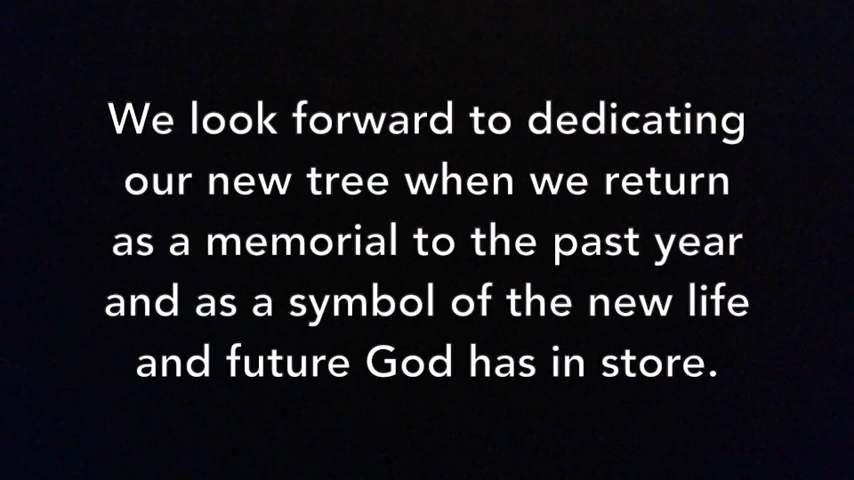 We look forward to dedicating
our new tree when we return
as a memorial to the past year
and as a symbol of the new life
and future God has in store.